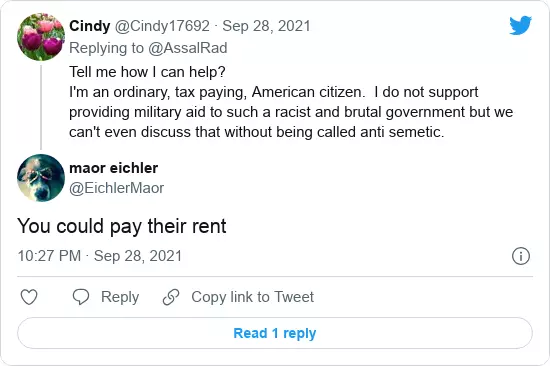 Cindy @Cindy17692 · Sep 28, 2021
Replying to @AssalRad
Tell me how I can help?
I'm an ordinary, tax paying, American citizen.  I do not support
providing military aid to such a racist and brutal government but we
can't even discuss that without being called anti semetic.
maor eichler
@EichlerMaor
You could pay their rent
10:27 PM · Sep 28, 2021
Reply
Copy link to Tweet
Read 1 reply